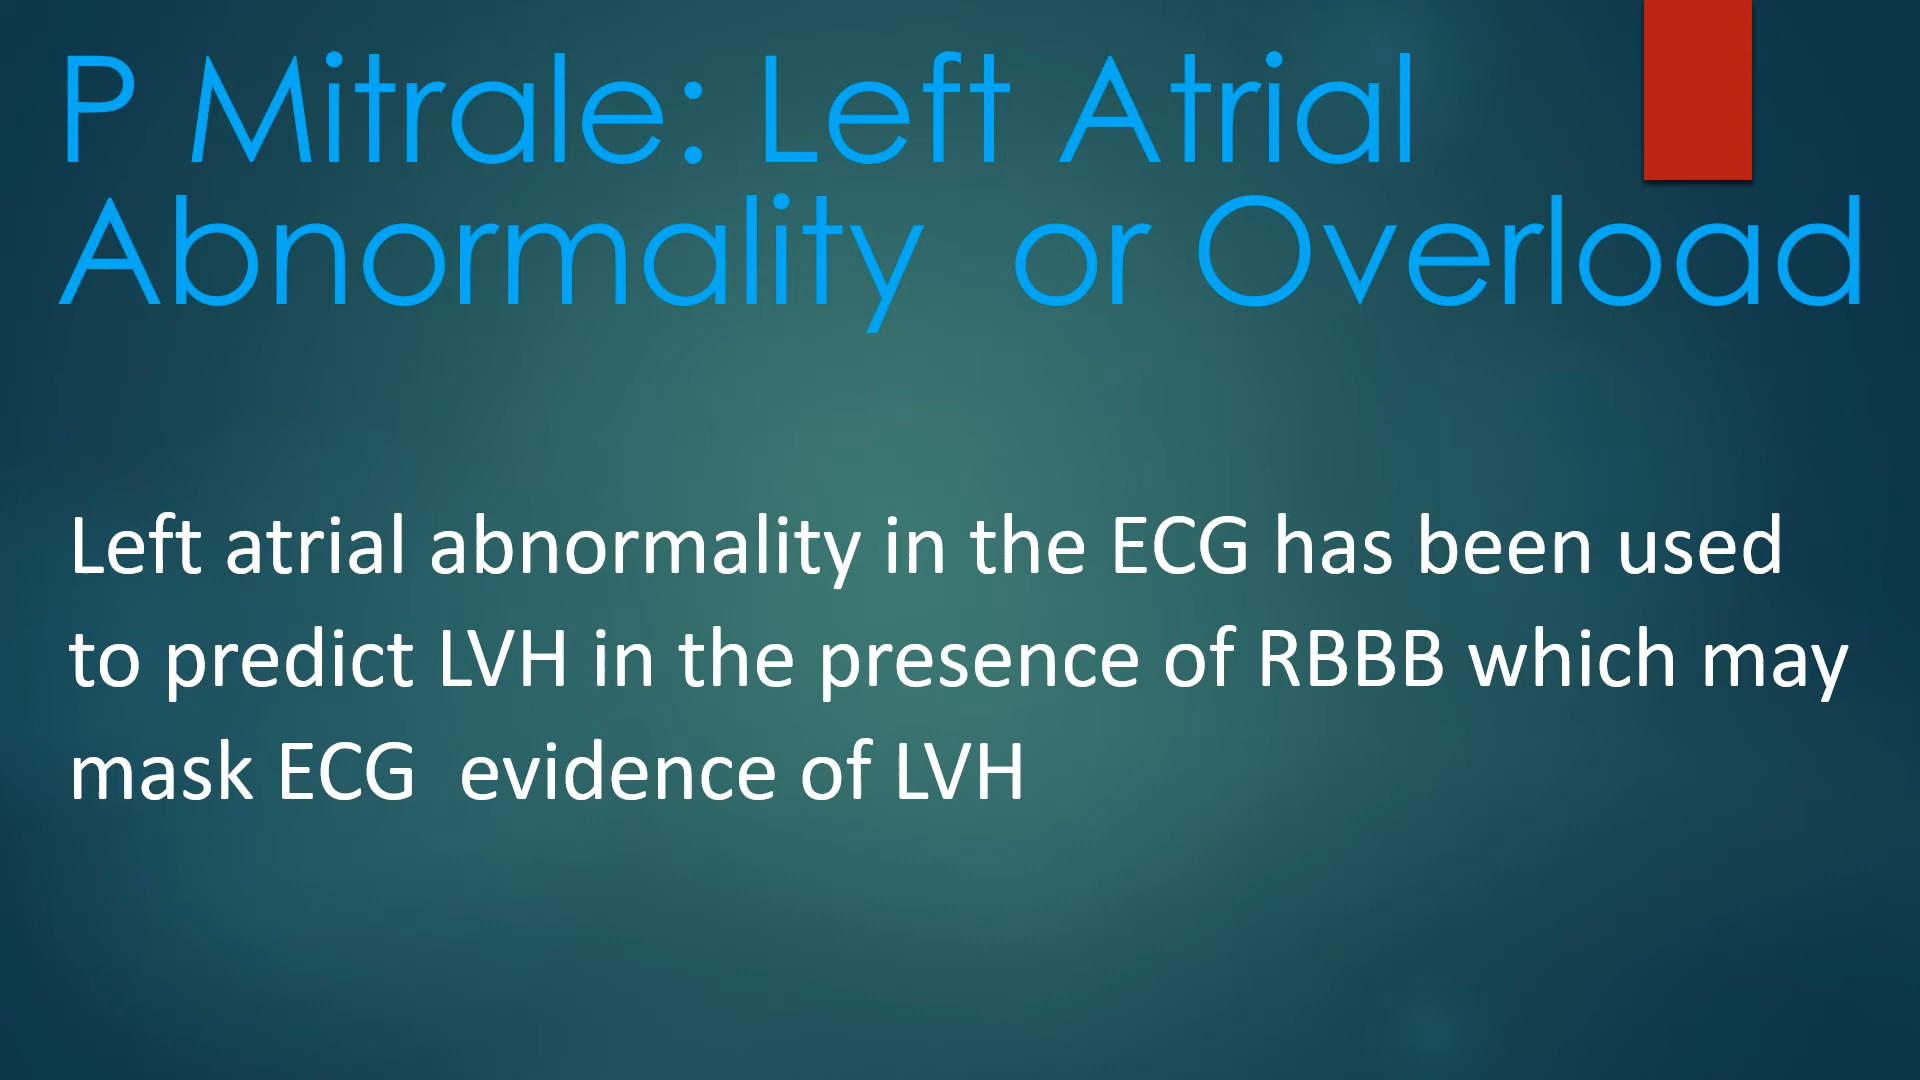 P Mitrale: Left Atrial
Abnormality or Overload
Left atrial abnormality in the ECG has been used
to predict LVH in the presence of RBBB which may
mask ECG evidence of LVH